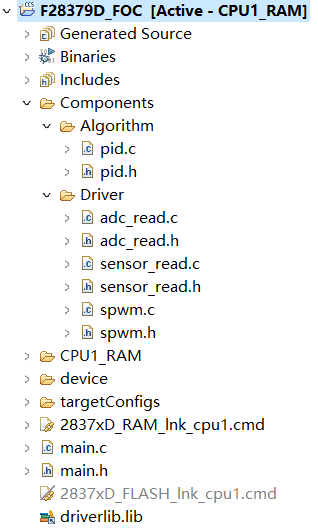 F28379D_FOC [Active - CPU1_RAM]
Generated Source
Binaries
Includes
Components
Algorithm
pid.c
pid.h
Driver
adc_read.c
adc_read.h
sensor_read.c
sensor_read.h
spwm.c
spwm.h
CPU1_RAM
device
targetConfigs
2837xD_RAM_lnk_cpu1.cmd
main.c
main.h
2837xD_FLASH_lnk_cpu1.cmd
driverlib.lib